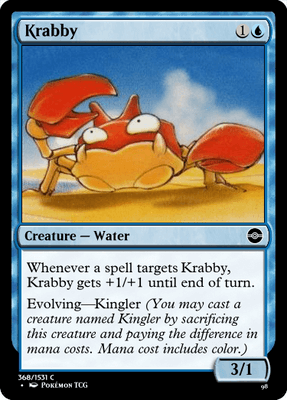 Krabby 1
Creature — Water
Whenever a spell targets Krabby,
Krabby gets +1/+1 until end of turn.
Evolving—Kingler (You may cast a
creature named Kingler by sacrificing
this creature and paying the difference in
mana costs. Mana cost includes color.)
3/1
368/1531 C
• Pokémon TCG
98